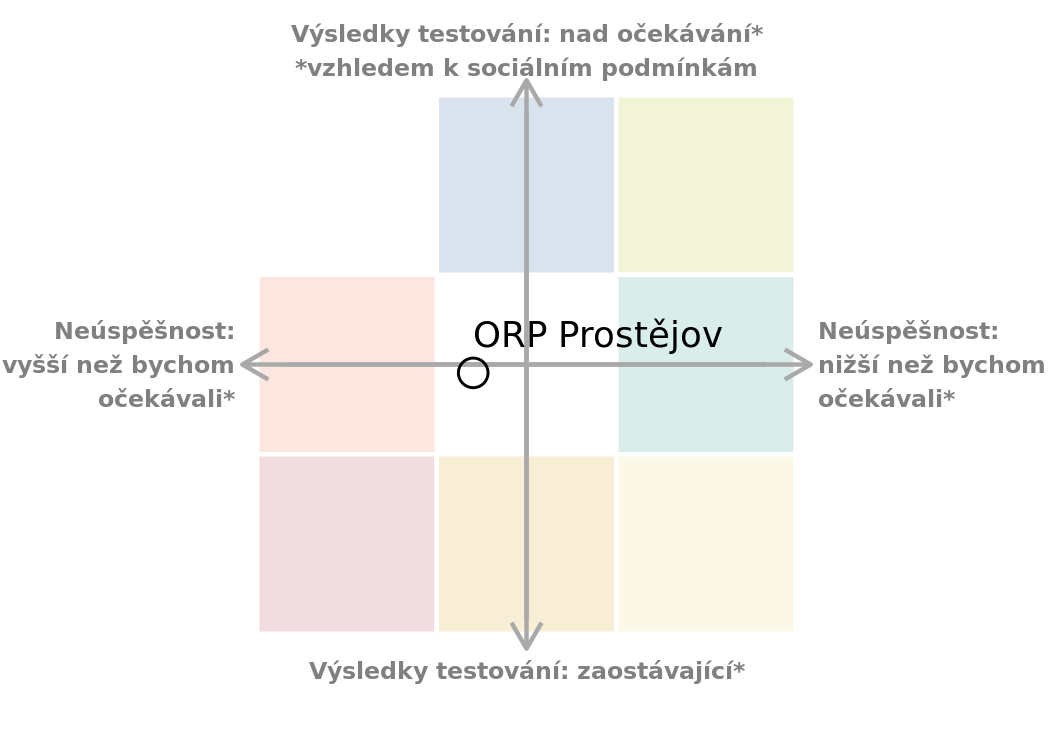 Výsledky testování: nad očekávání*
*vzhledem k sociálním podmínkám
ORP Prostějov
Neúspěšnost:
vyšší než bychom
očekávali*
Neúspěšnost:
nižší než bychom
očekávali*
Výsledky testování: zaostávající*